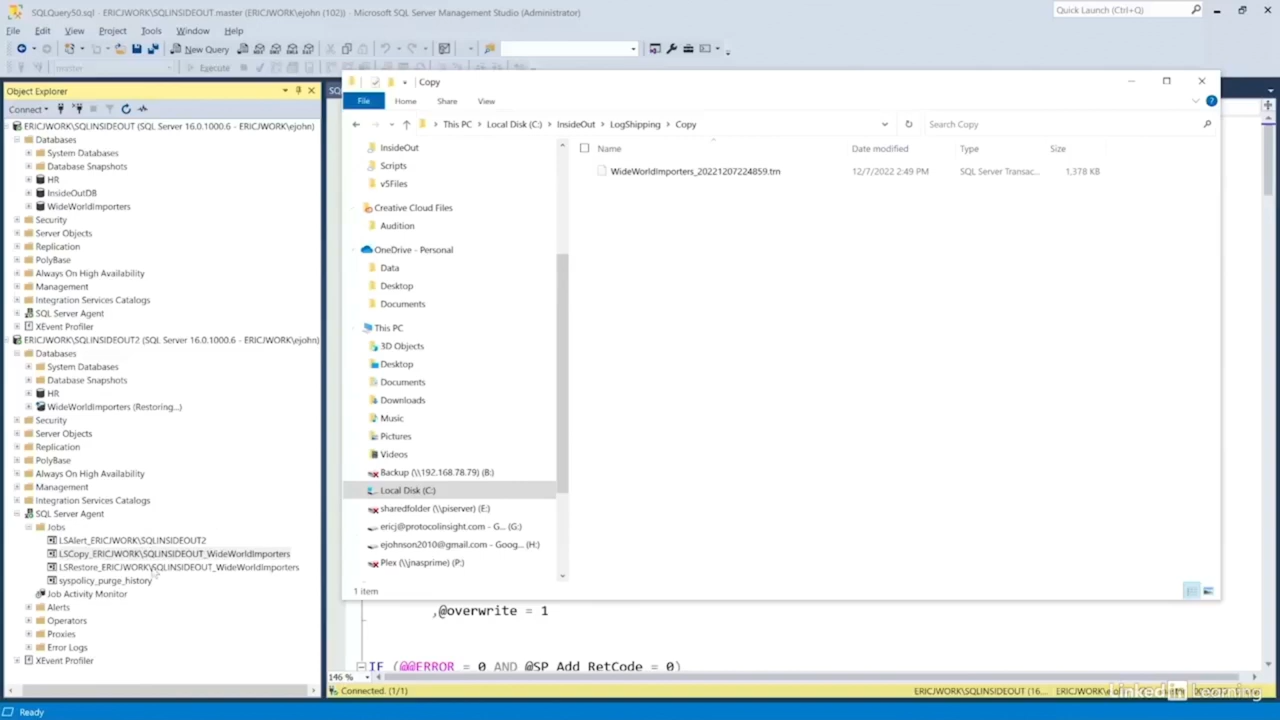 SQLQuery50.sql - ERICJWORK\SQLINSIDEOUT.master (ERICJWORK\ejohn (102)) - Microsoft SQL Server Management Studio (Administrator)
Quick Launch (Ctrl+Q)
File Edit View Project Tools Window Help
New Query
master
Execute
Object Explorer
Connect
ERICJWORK\SQLINSIDEOUT (SQL Server 16.0.1000.6 - ERICJWORK\ejohn)
Databases
System Databases
Database Snapshots
HR
InsideOutDB
WideWorldImporters
Security
Server Objects
Replication
PolyBase
Always On High Availability
Management
Integration Services Catalogs
SQL Server Agent
XEvent Profiler
ERICJWORK\SQLINSIDEOUT2 (SQL Server 16.0.1000.6 - ERICJWORK\ejohn)
Databases
System Databases
Database Snapshots
HR
WideWorldImporters (Restoring...)
Security
Server Objects
Replication
PolyBase
Always On High Availability
Management
Integration Services Catalogs
SQL Server Agent
Jobs
LSAlert_ERICJWORK\SQLINSIDEOUT2
LSCopy_ERICJWORK\SQLINSIDEOUT_WideWorldImporters
LSRestore_ERICJWORK\SQLINSIDEOUT_WideWorldImporters
syspolicy_purge_history
Job Activity Monitor
Alerts
Operators
Proxies
Error Logs
XEvent Profiler
Copy
File Home Share View
This PC > Local Disk (C:) > InsideOut > LogShipping > Copy
Search Copy
InsideOut
Scripts
v5Files
Creative Cloud Files
Audition
OneDrive - Personal
Data
Desktop
Documents
This PC
3D Objects
Desktop
Documents
Downloads
Music
Pictures
Videos
Backup (\\192.168.78.79) (B:)
Local Disk (C:)
sharedfolder (\\piserver) (E:)
ericj@protocolinsight.com - G... (G:)
ejohnson2010@gmail.com - Goog... (H:)
Plex (\\jnasprime) (P:)
Name Date modified Type Size
WideWorldImporters_20221207224859.trn 12/7/2022 2:49 PM SQL Server Transac... 1,378 KB
1 item
,@overwrite = 1
IF (@@ERROR = 0 AND @SP_Add_RetCode = 0)
146 %
Connected. (1/1)
ERICJWORK\SQLINSIDEOUT (16...
LinkedIn Learning
Ready